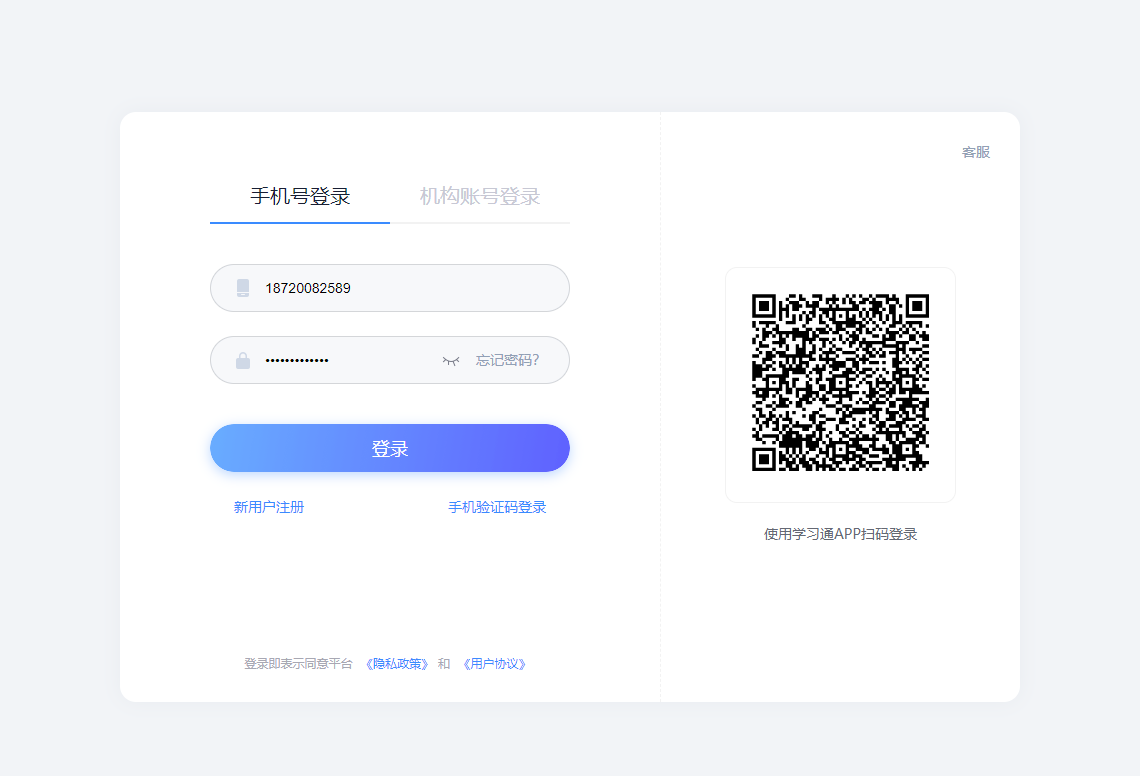 客服
手机号登录 机构账号登录
18720082589
••••••••••••• 忘记密码?
登录
新用户注册 手机验证码登录
使用学习通APP扫码登录
登录即表示同意平台 《隐私政策》 和 《用户协议》